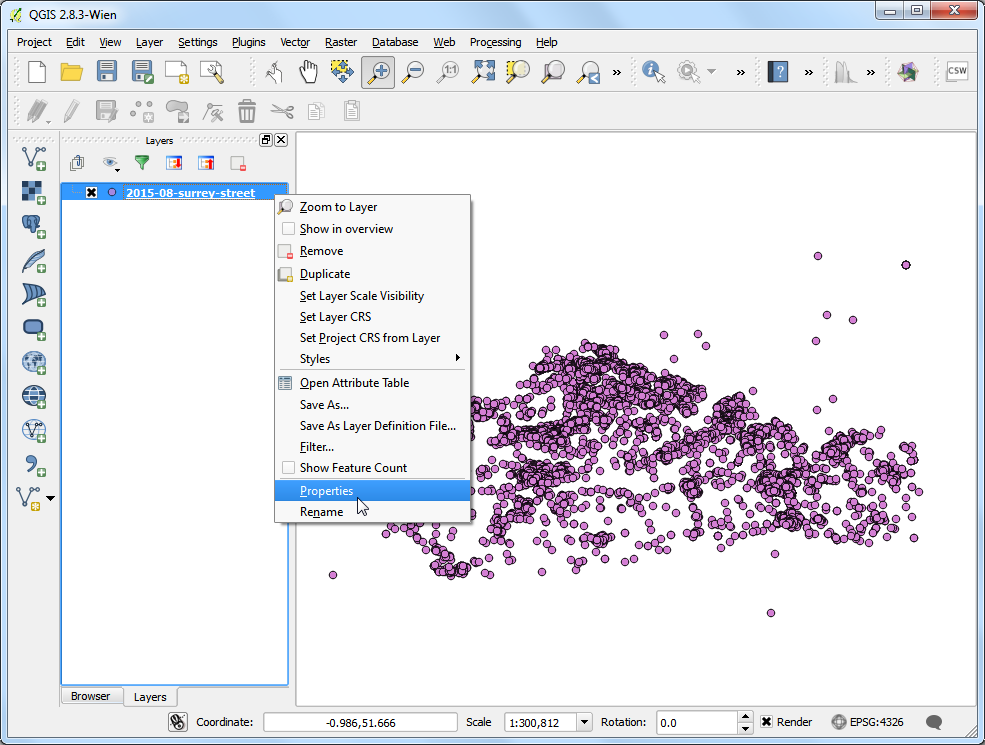 QGIS 2.8.3-Wien
Project Edit View Layer Settings Plugins Vector Raster Database Web Processing Help
1:1
»
»
?
»
»
CSW
Layers
2015-08-surrey-street
Zoom to Layer
Show in overview
Remove
Duplicate
Set Layer Scale Visibility
Set Layer CRS
Set Project CRS from Layer
Styles
Open Attribute Table
Save As...
Save As Layer Definition File...
Filter...
Show Feature Count
Properties
Rename
Browser Layers
Coordinate: -0.986,51.666 Scale 1:300,812 Rotation: 0.0 Render EPSG:4326